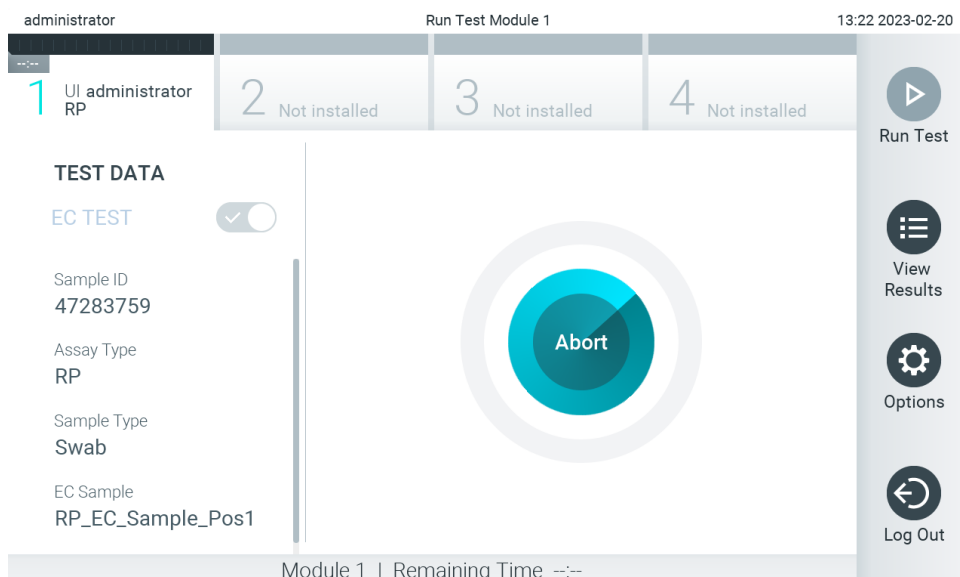 administrator
Run Test Module 1
13:22 2023-02-20
--:--
1
UI administrator
RP
2 Not installed
3 Not installed
4 Not installed
Run Test
TEST DATA
EC TEST
Sample ID
47283759
Assay Type
RP
Sample Type
Swab
EC Sample
RP_EC_Sample_Pos1
Abort
View
Results
Options
Log Out
Module 1 | Remaining Time --:--